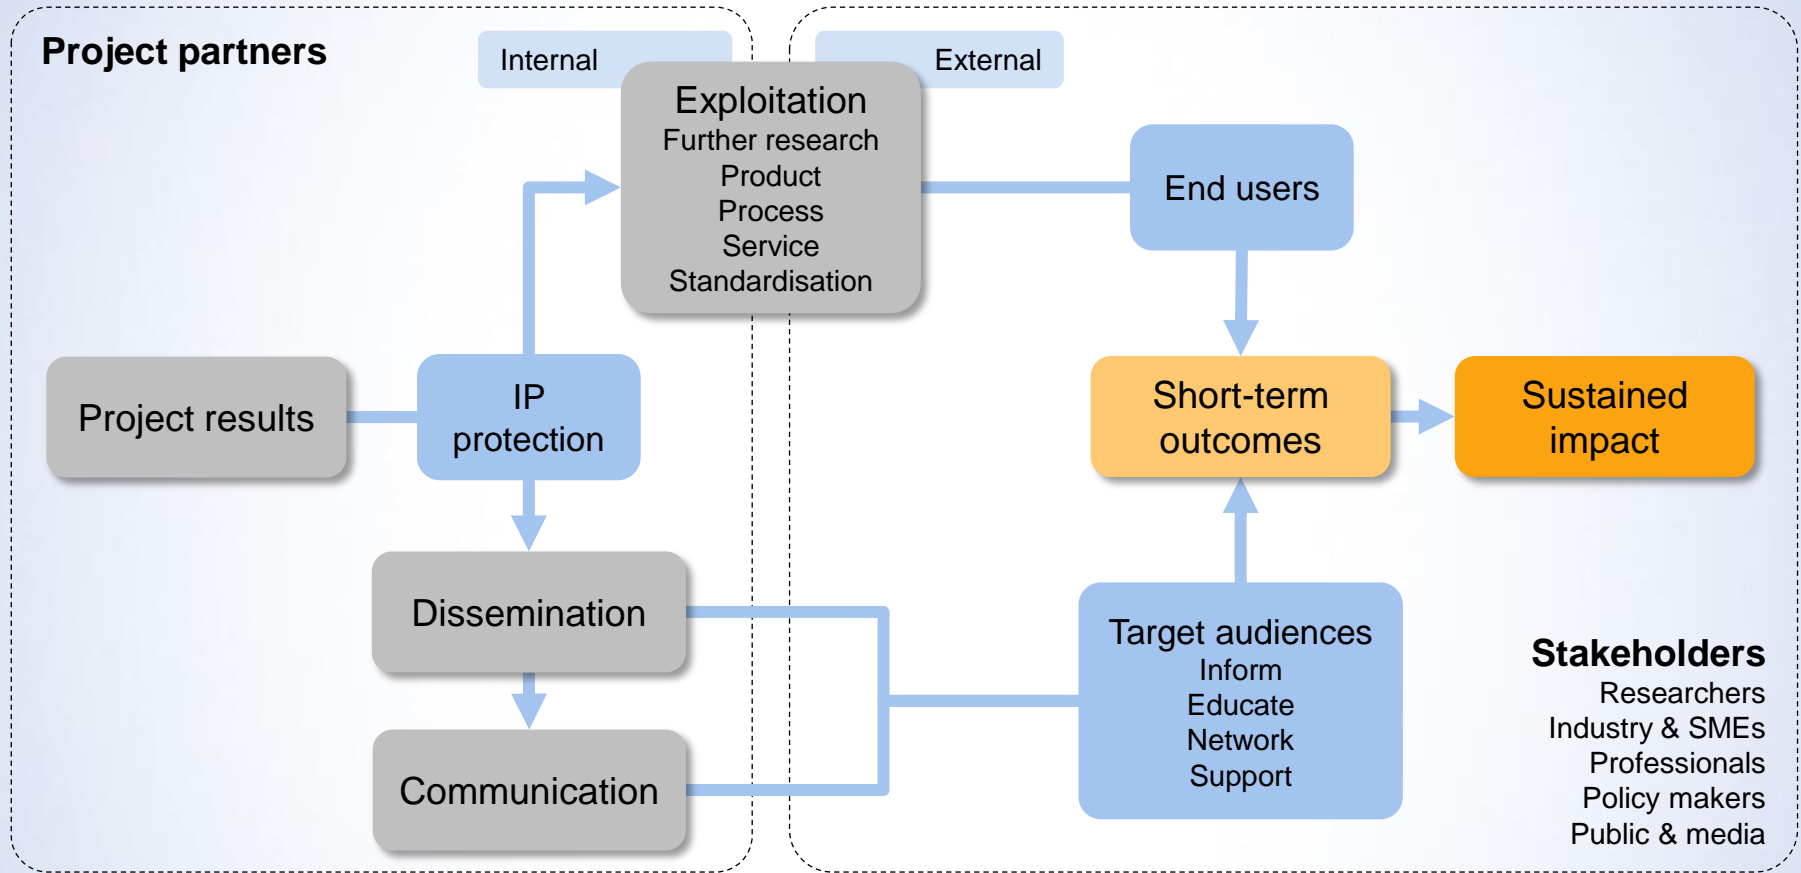 Project partners
Internal
External
Exploitation
Further research
Product
Process
Service
Standardisation
End users
Project results
IP
protection
Short-term
outcomes
Sustained
impact
Dissemination
Communication
Target audiences
Inform
Educate
Network
Support
Stakeholders
Researchers
Industry & SMEs
Professionals
Policy makers
Public & media